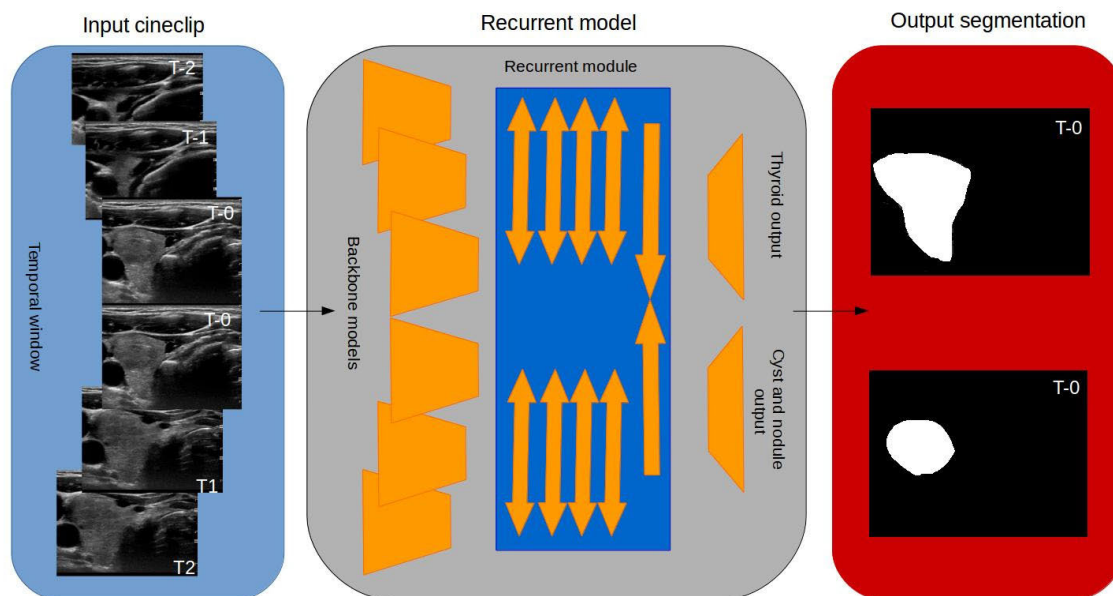 Input cineclip
Recurrent model
Output segmentation
T-2
T-1
T-0
T-0
T1
T2
Temporal window
Recurrent module
Backbone models
Thyroid output
Cyst and nodule
output
T-0
T-0